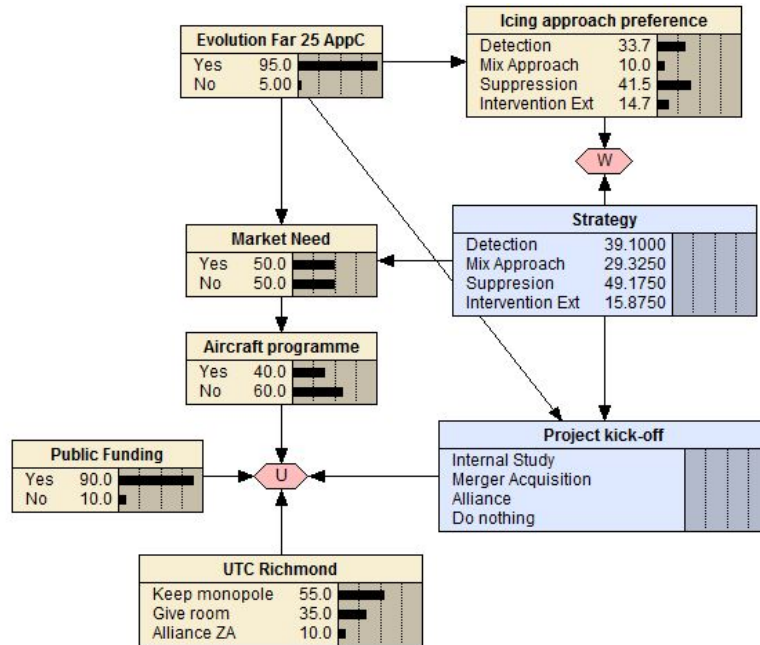 Evolution Far 25 AppC
Yes 95.0
No 5.00
Icing approach preference
Detection 33.7
Mix Approach 10.0
Suppression 41.5
Intervention Ext 14.7
W
Strategy
Detection 39.1000
Mix Approach 29.3250
Suppresion 49.1750
Intervention Ext 15.8750
Market Need
Yes 50.0
No 50.0
Aircraft programme
Yes 40.0
No 60.0
Project kick-off
Internal Study
Merger Acquisition
Alliance
Do nothing
Public Funding
Yes 90.0
No 10.0
U
UTC Richmond
Keep monopole 55.0
Give room 35.0
Alliance ZA 10.0